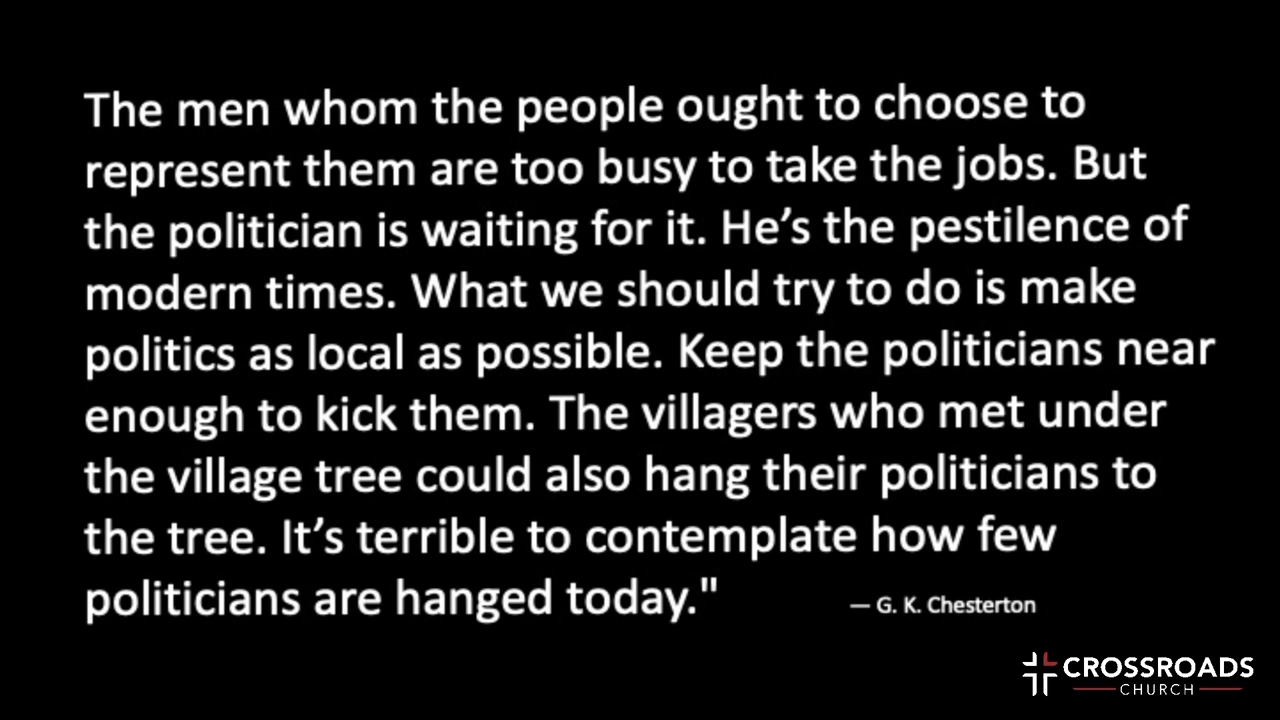 The men whom the people ought to choose to
represent them are too busy to take the jobs. But
the politician is waiting for it. He’s the pestilence of
modern times. What we should try to do is make
politics as local as possible. Keep the politicians near
enough to kick them. The villagers who met under
the village tree could also hang their politicians to
the tree. It’s terrible to contemplate how few
politicians are hanged today."
— G. K. Chesterton
CROSSROADS
CHURCH